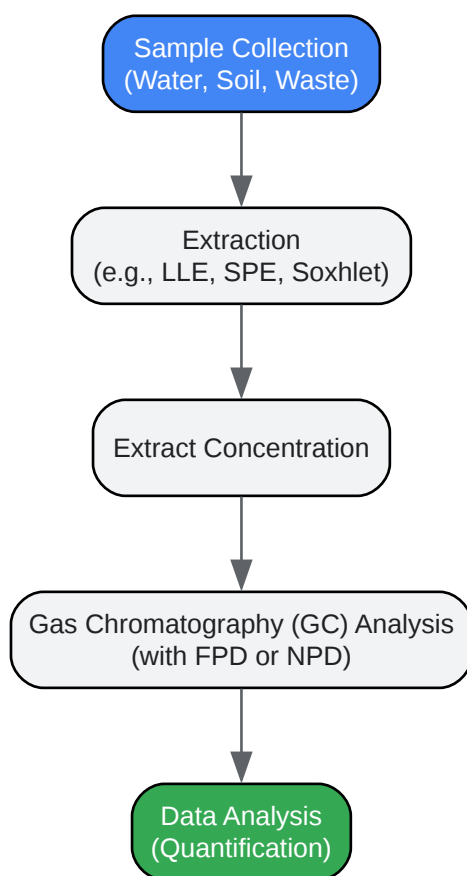 Sample Collection
(Water, Soil, Waste)
Extraction
(e.g., LLE, SPE, Soxhlet)
Extract Concentration
Gas Chromatography (GC) Analysis
(with FPD or NPD)
Data Analysis
(Quantification)